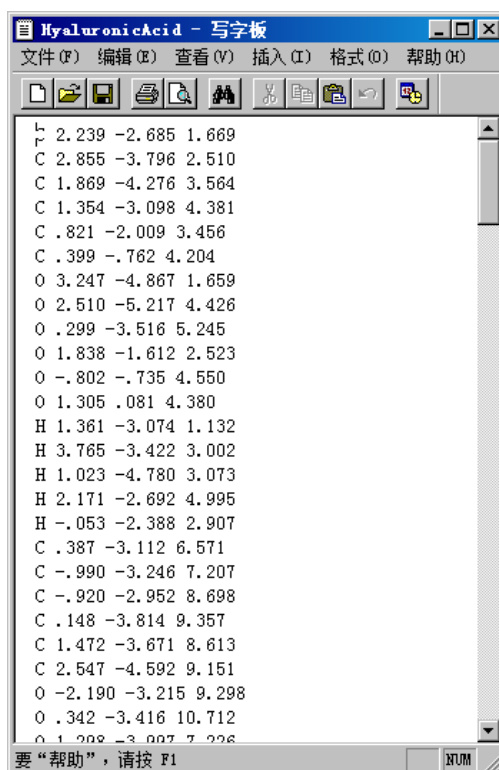 HyaluronicAcid - 写字板
文件(F) 编辑(E) 查看(V) 插入(I) 格式(O) 帮助(H)
2.239 -2.685 1.669
C 2.855 -3.796 2.510
C 1.869 -4.276 3.564
C 1.354 -3.098 4.381
C .821 -2.009 3.456
C .399 -.762 4.204
O 3.247 -4.867 1.659
O 2.510 -5.217 4.426
O .299 -3.516 5.245
O 1.838 -1.612 2.523
O -.802 -.735 4.550
O 1.305 .081 4.380
H 1.361 -3.074 1.132
H 3.765 -3.422 3.002
H 1.023 -4.780 3.073
H 2.171 -2.692 4.995
H -.053 -2.388 2.907
C .387 -3.112 6.571
C -.990 -3.246 7.207
C -.920 -2.952 8.698
C .148 -3.814 9.357
C 1.472 -3.671 8.613
C 2.547 -4.592 9.151
O -2.190 -3.215 9.298
O .342 -3.416 10.712
O 1.298 -3.997 7.226
要“帮助”，请按 F1
NUM